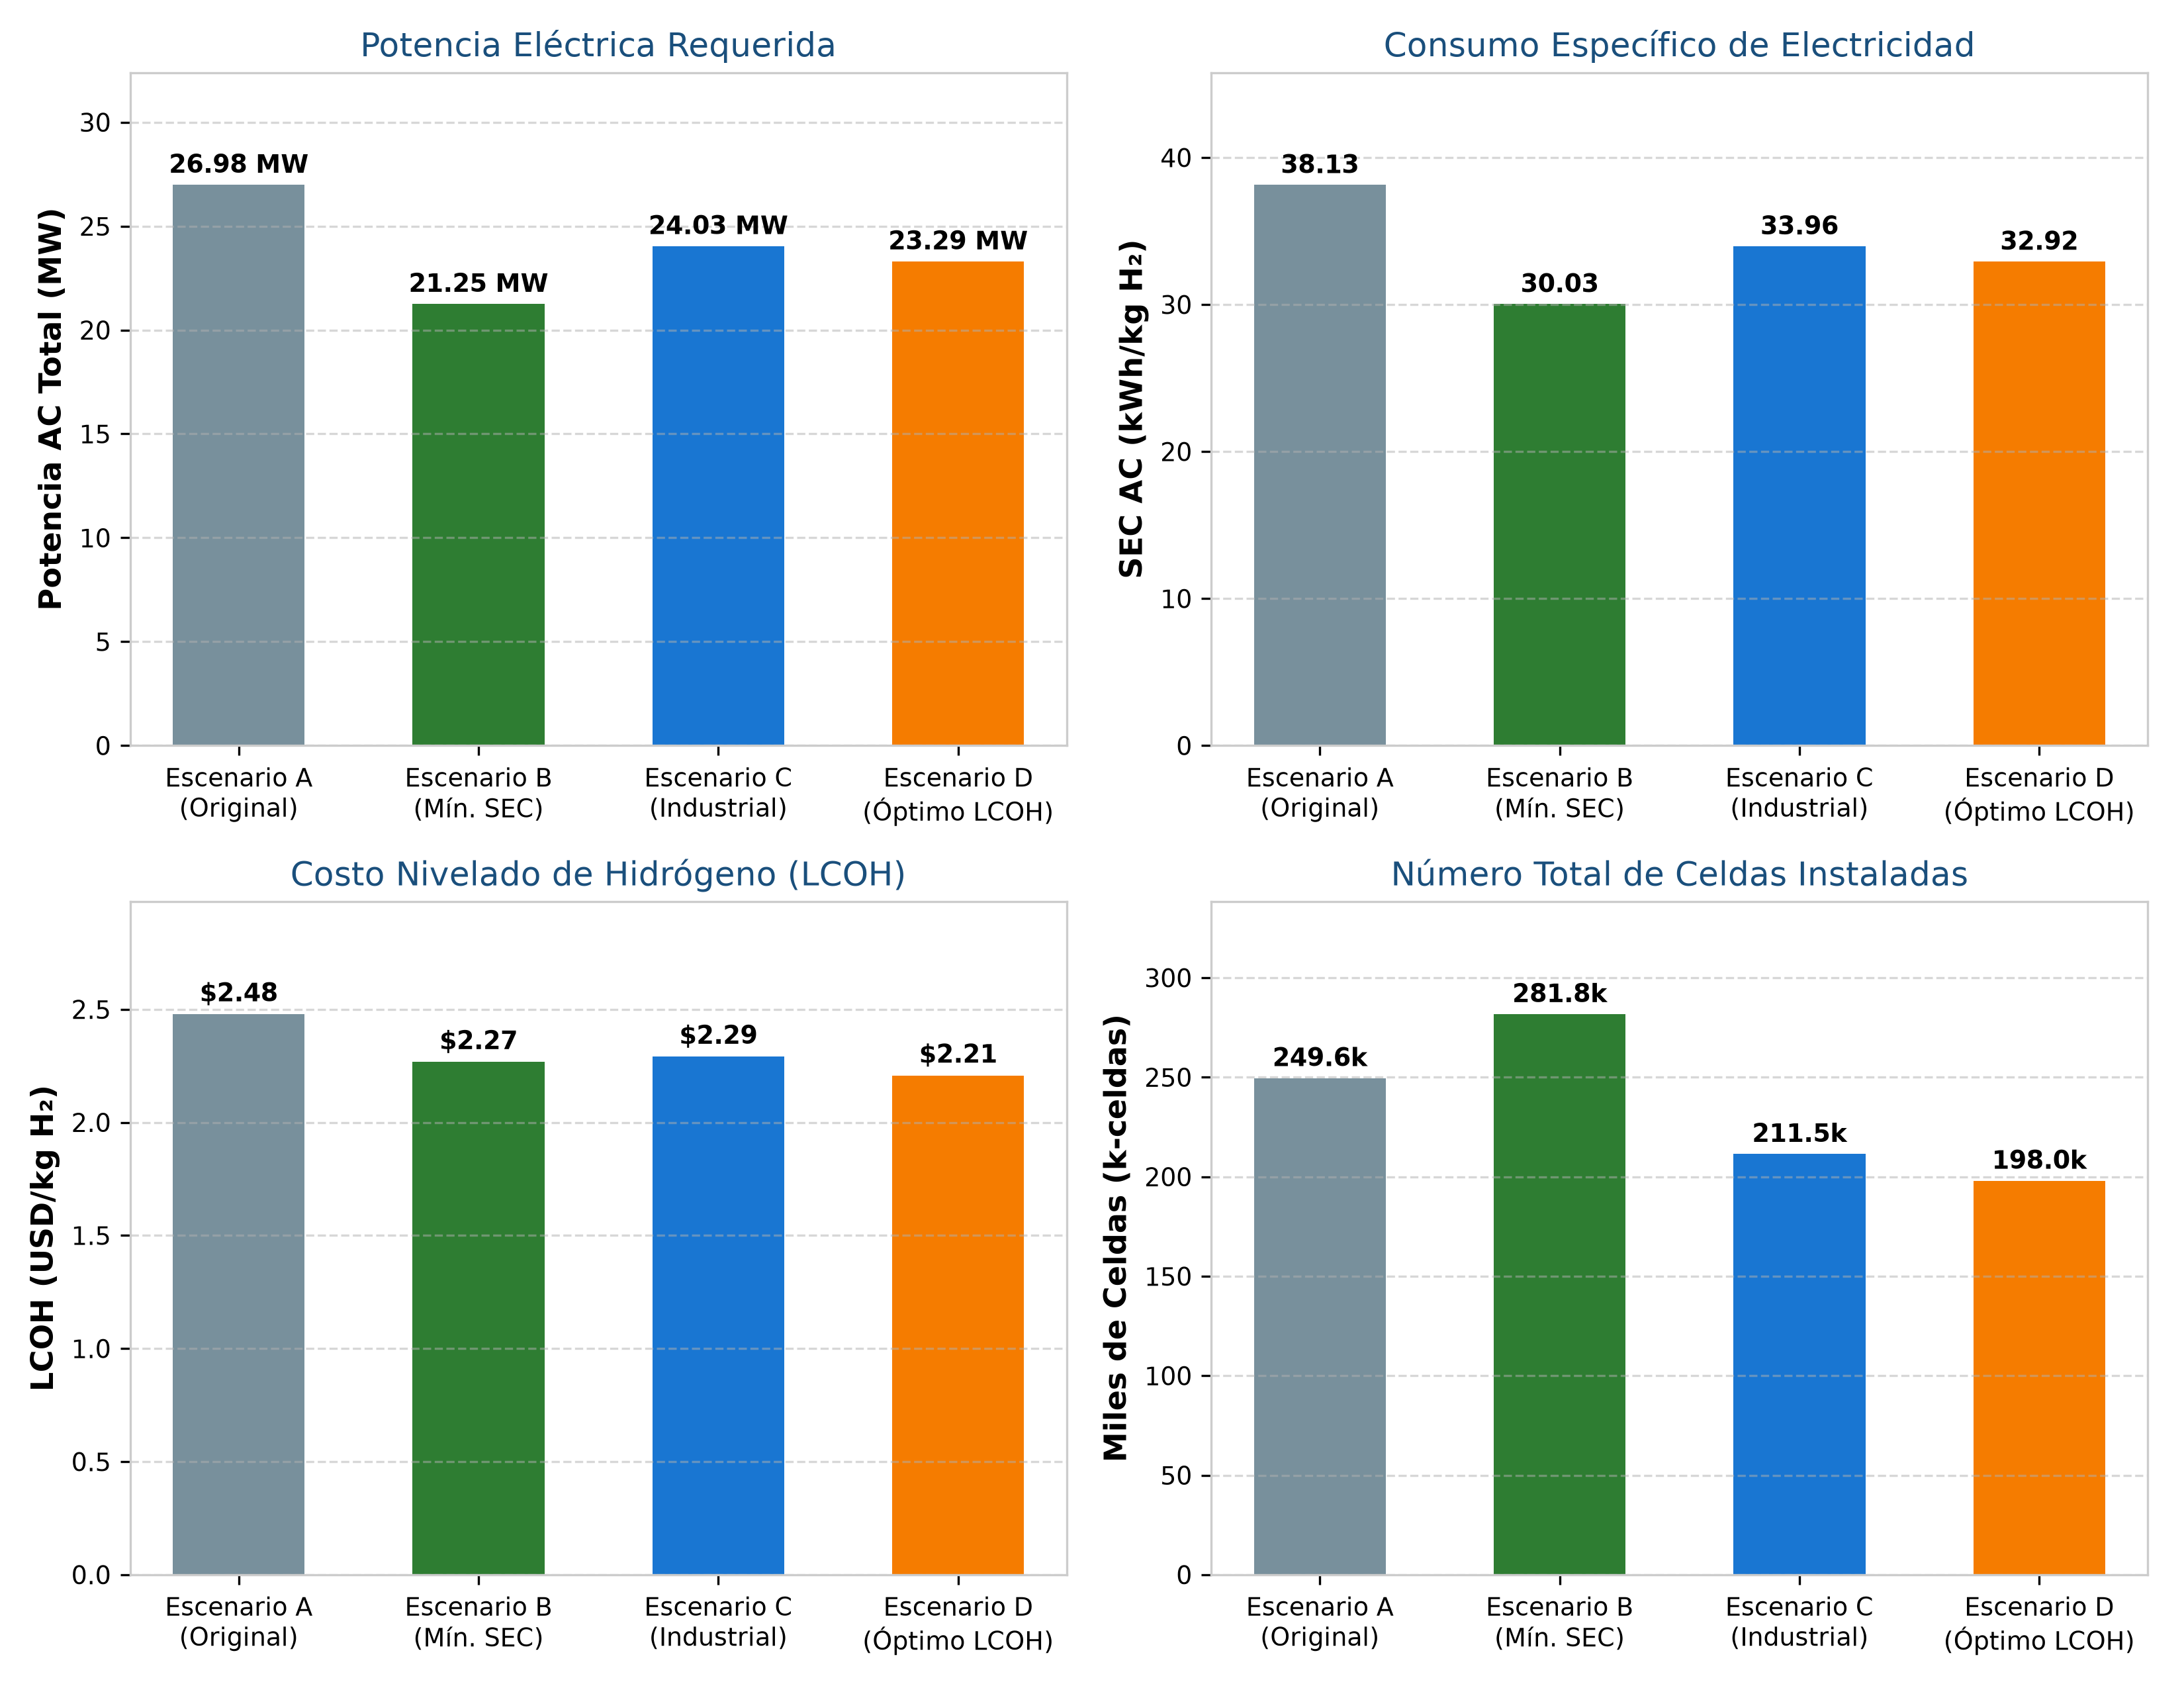 Potencia Eléctrica Requerida
Potencia AC Total (MW)
30
25
20
15
10
5
0
26.98 MW
21.25 MW
24.03 MW
23.29 MW
Escenario A
(Original)
Escenario B
(Mín. SEC)
Escenario C
(Industrial)
Escenario D
(Óptimo LCOH)
Consumo Específico de Electricidad
SEC AC (kWh/kg H₂)
40
30
20
10
0
38.13
30.03
33.96
32.92
Escenario A
(Original)
Escenario B
(Mín. SEC)
Escenario C
(Industrial)
Escenario D
(Óptimo LCOH)
Costo Nivelado de Hidrógeno (LCOH)
LCOH (USD/kg H₂)
2.5
2.0
1.5
1.0
0.5
0.0
$2.48
$2.27
$2.29
$2.21
Escenario A
(Original)
Escenario B
(Mín. SEC)
Escenario C
(Industrial)
Escenario D
(Óptimo LCOH)
Número Total de Celdas Instaladas
Miles de Celdas (k-celdas)
300
250
200
150
100
50
0
249.6k
281.8k
211.5k
198.0k
Escenario A
(Original)
Escenario B
(Mín. SEC)
Escenario C
(Industrial)
Escenario D
(Óptimo LCOH)